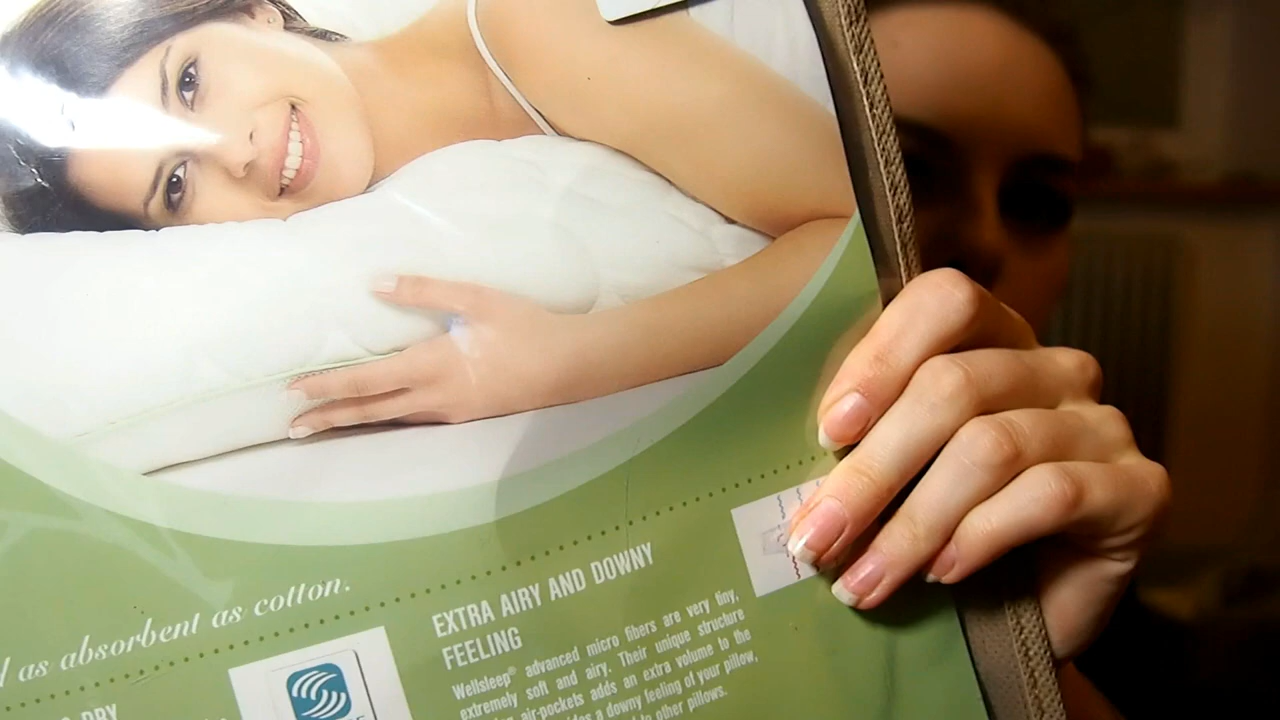 l as absorbent as cotton.
DRY
EXTRA AIRY AND DOWNY
FEELING
Wellsleep® advanced micro fibers are very tiny,
extremely soft and airy. Their unique structure
air-pockets adds an extra volume to the
a downy feeling of your pillow,
to other pillows.